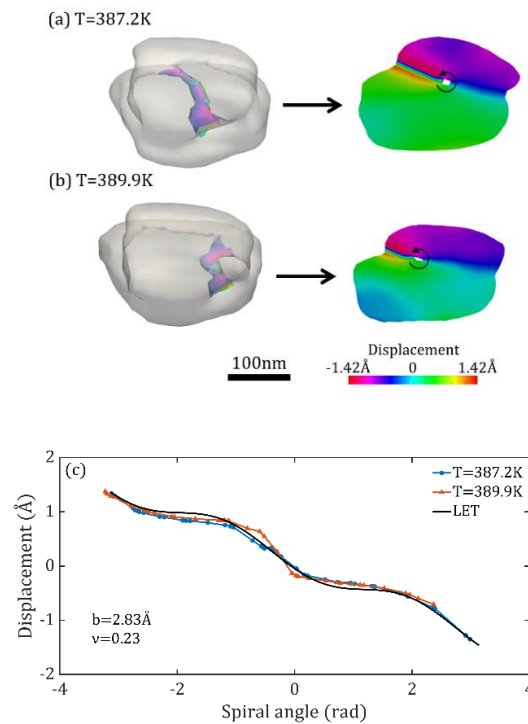 (a) T=387.2K
(b) T=389.9K
100nm
Displacement
-1.42Å 0 1.42Å
(c)
T=387.2K
T=389.9K
LET
2
1
0
-1
-2
Displacement (Å)
b=2.83Å
ν=0.23
-4 -2 0 2 4
Spiral angle (rad)